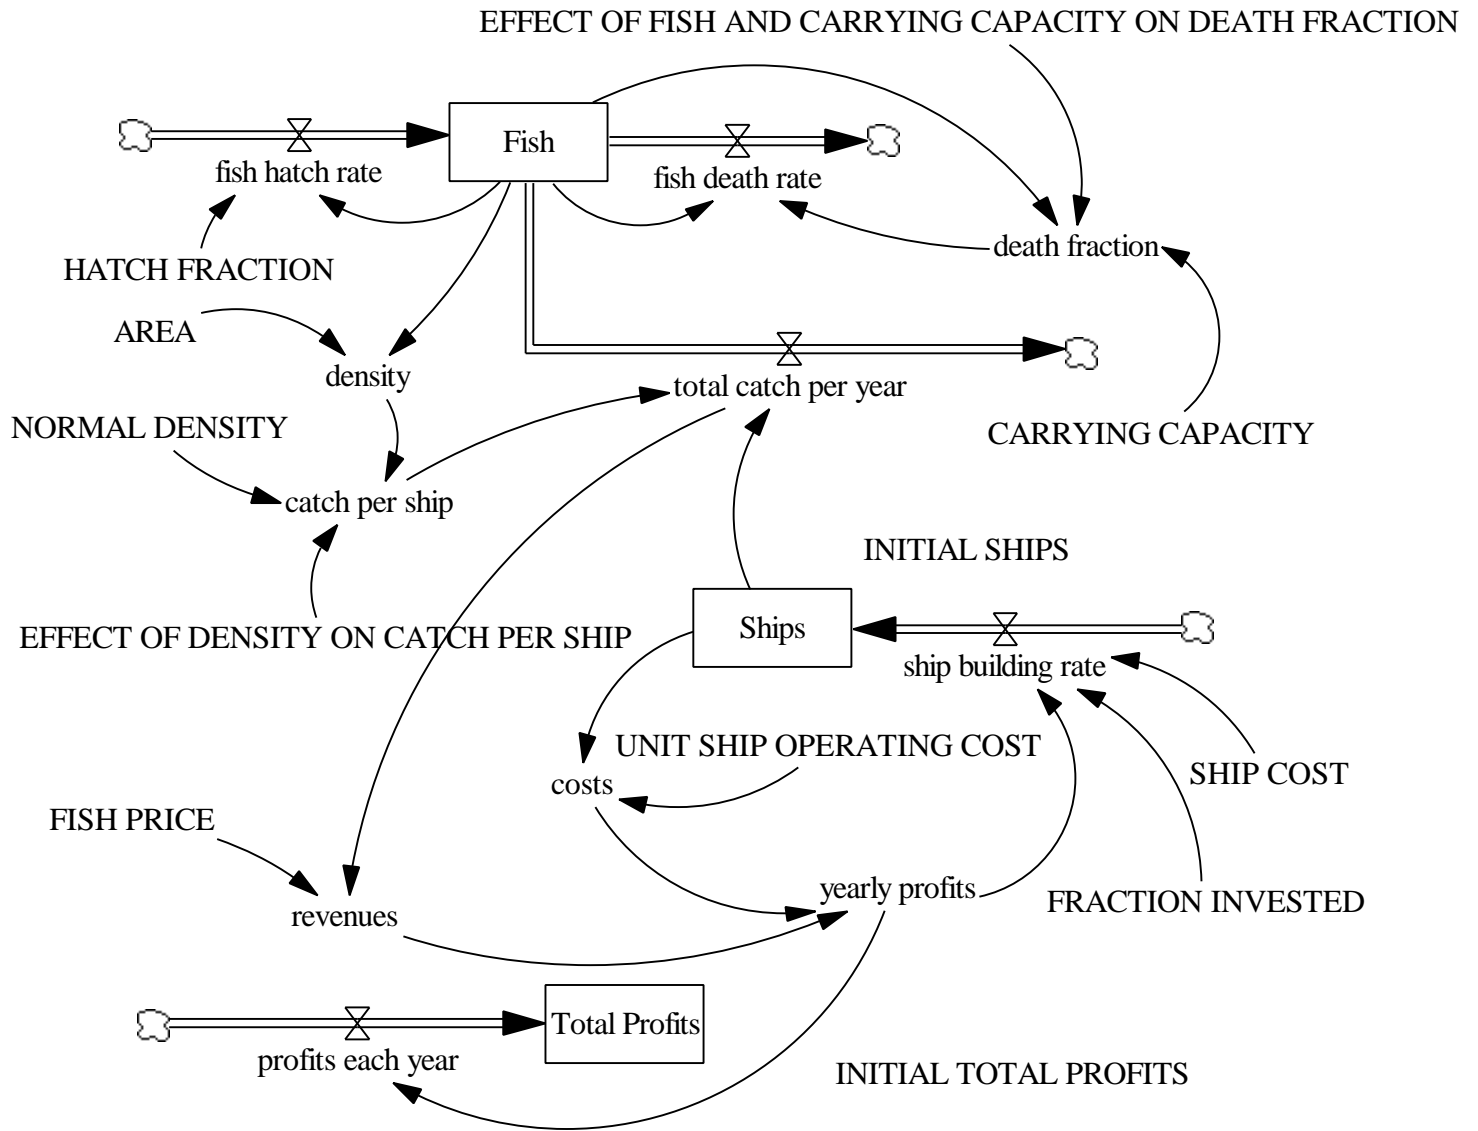 EFFECT OF FISH AND CARRYING CAPACITY ON DEATH FRACTION
Fish
fish hatch rate
fish death rate
death fraction
HATCH FRACTION
AREA
density
total catch per year
NORMAL DENSITY
CARRYING CAPACITY
catch per ship
INITIAL SHIPS
EFFECT OF DENSITY ON CATCH PER SHIP
Ships
ship building rate
UNIT SHIP OPERATING COST
SHIP COST
costs
FISH PRICE
yearly profits
FRACTION INVESTED
revenues
Total Profits
profits each year
INITIAL TOTAL PROFITS